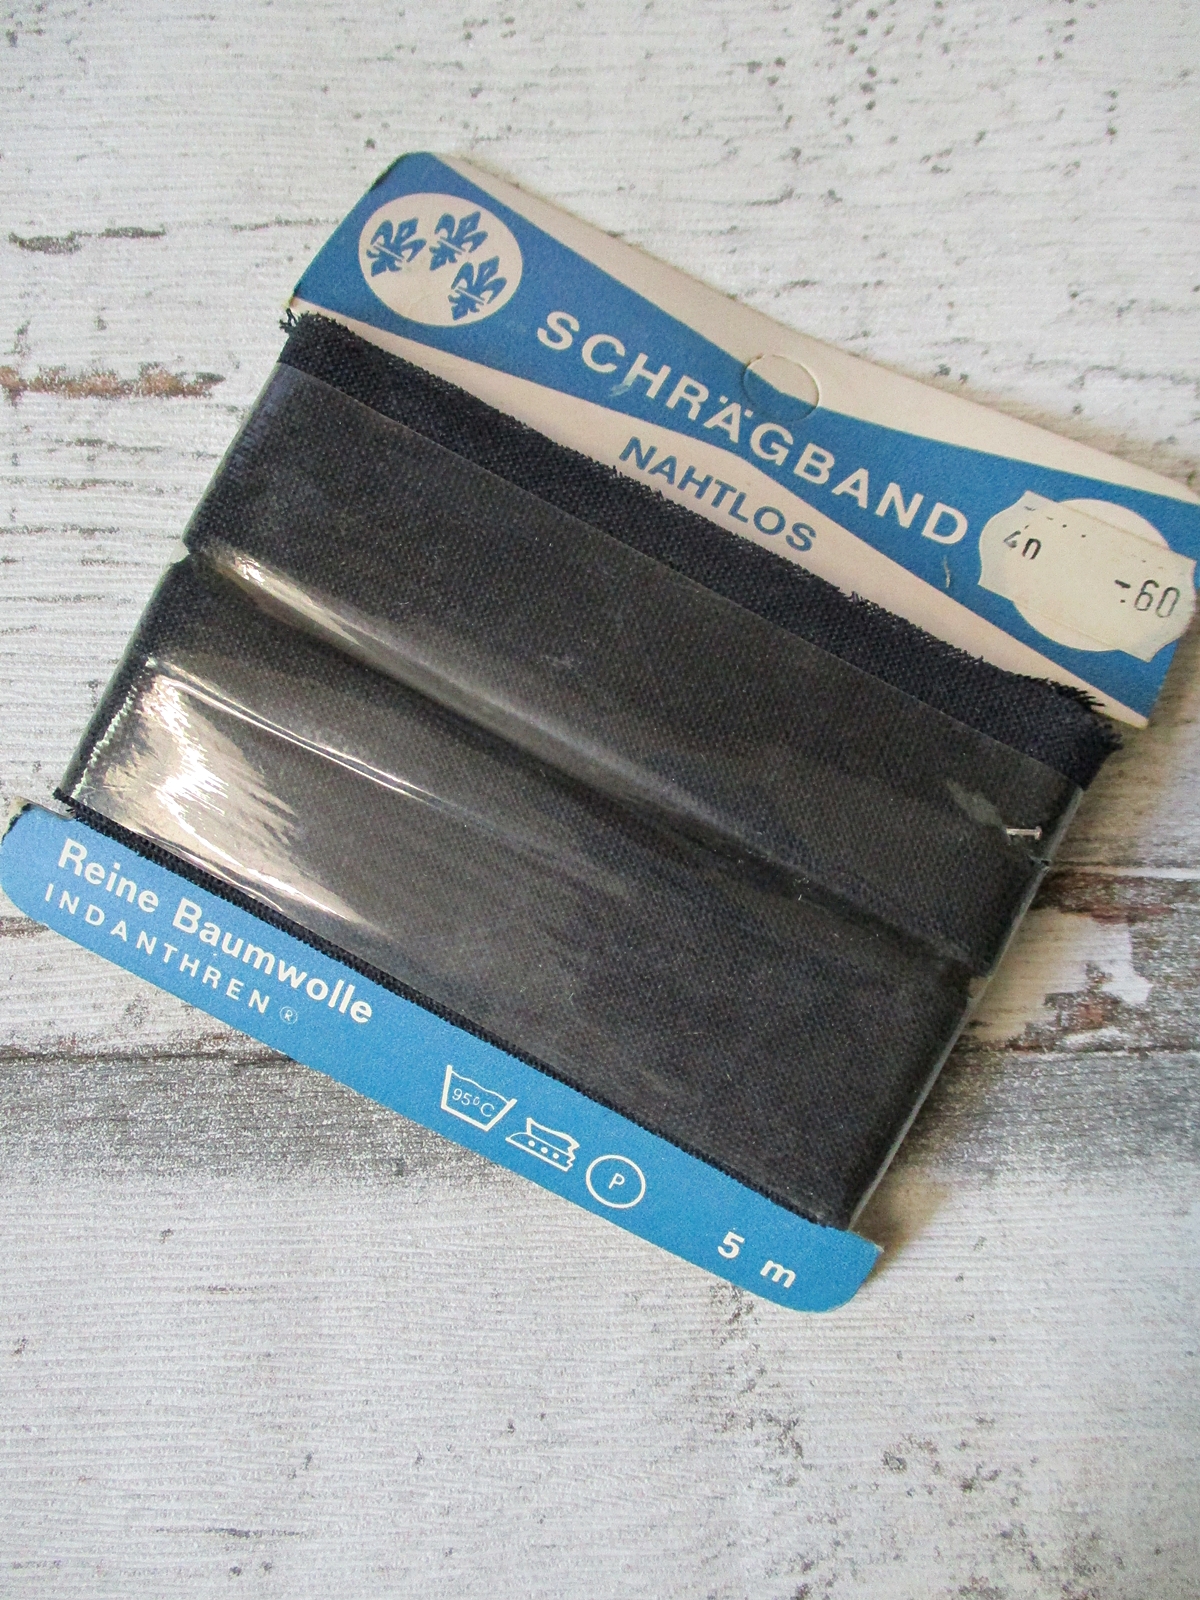 SCHRÄGBAND
NAHTLOS
40
-.60
Reine Baumwolle
INDANTHREN ®
95°C
P
5 m